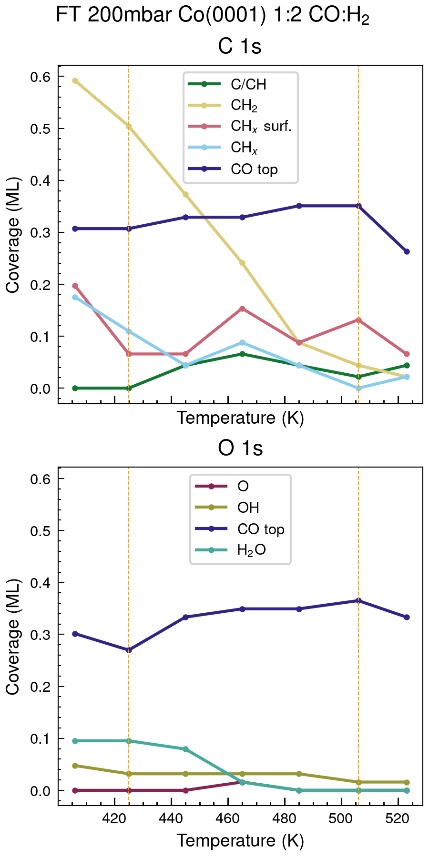 FT 200mbar Co(0001) 1:2 CO:H₂
C 1s
C/CH
CH₂
CHₓ surf.
CHₓ
CO top
0.6
0.5
0.4
0.3
0.2
0.1
0.0
Coverage (ML)
Temperature (K)
O 1s
O
OH
CO top
H₂O
0.6
0.5
0.4
0.3
0.2
0.1
0.0
Coverage (ML)
420 440 460 480 500 520
Temperature (K)